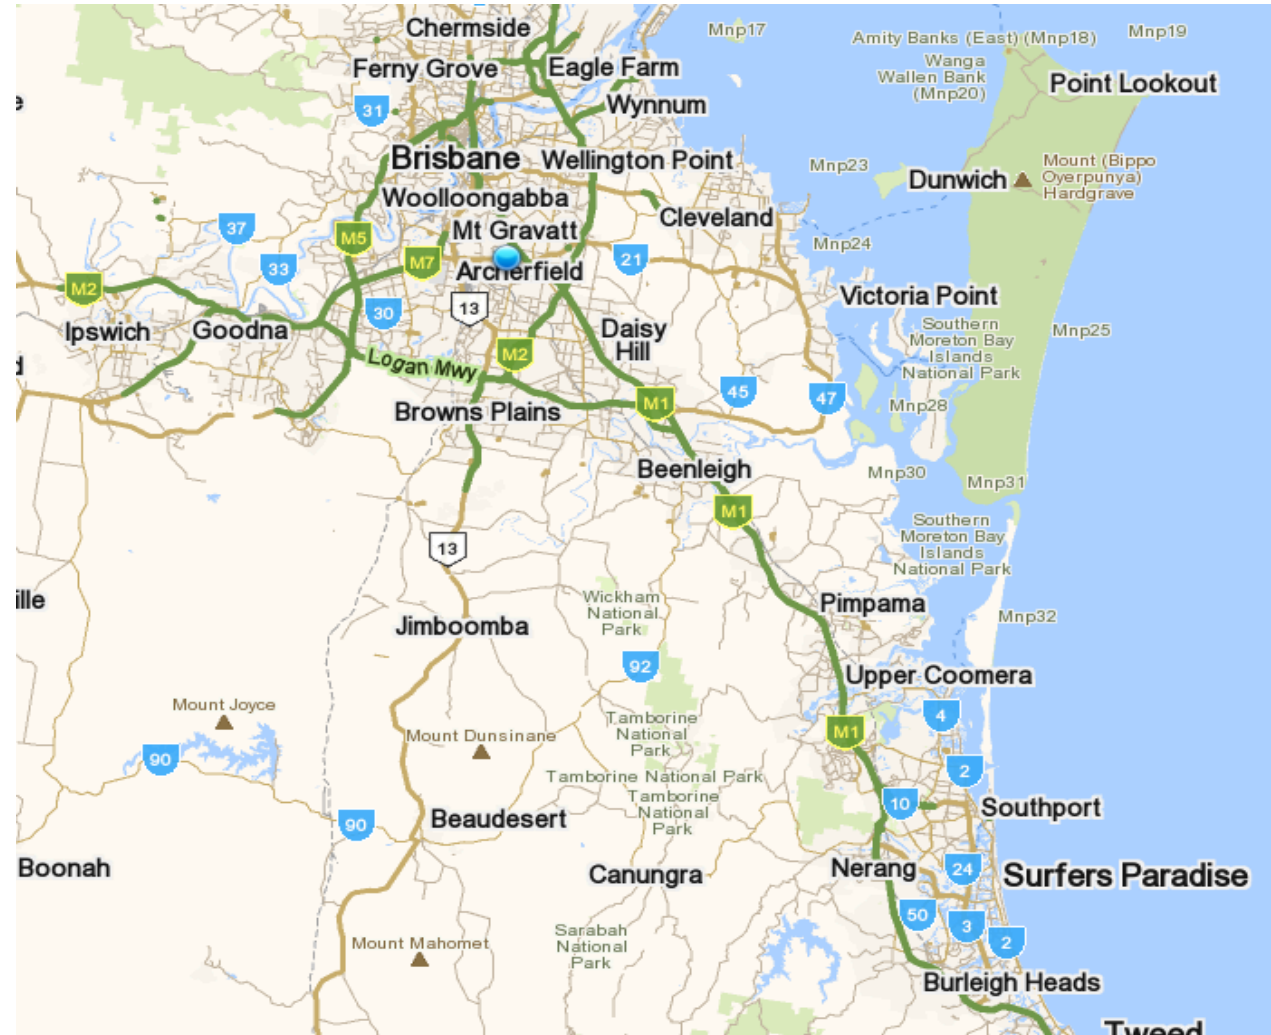 Chermside
Mnp17
Amity Banks (East) (Mnp18)
Mnp19
Ferny Grove
Eagle Farm
Wanga
Wallen Bank
(Mnp20)
Point Lookout
31
Wynnum
Brisbane
Wellington Point
Mnp23
Dunwich
Mount (Bippo
Oyerpunya)
Hardgrave
Woolloongabba
Cleveland
37
M5
Mt Gravatt
Mnp24
33
M7
21
Archerfield
M2
Victoria Point
30
13
Ipswich
Goodna
Daisy
Hill
Southern
Moreton Bay
Islands
National Park
Mnp25
M2
Logan Mwy
45
47
M1
Mnp28
Browns Plains
Beenleigh
Mnp30
Mnp31
M1
Southern
Moreton Bay
Islands
National Park
13
ille
Wickham
National
Park
Pimpama
Mnp32
Jimboomba
92
Upper Coomera
Mount Joyce
4
Tamborine
National
Park
Mount Dunsinane
M1
90
2
Tamborine National Park
Tamborine
National
Park
10
Southport
90
Beaudesert
Boonah
Canungra
Nerang
24
Surfers Paradise
50
3
2
Mount Mahomet
Sarabah
National
Park
Burleigh Heads
Tweed